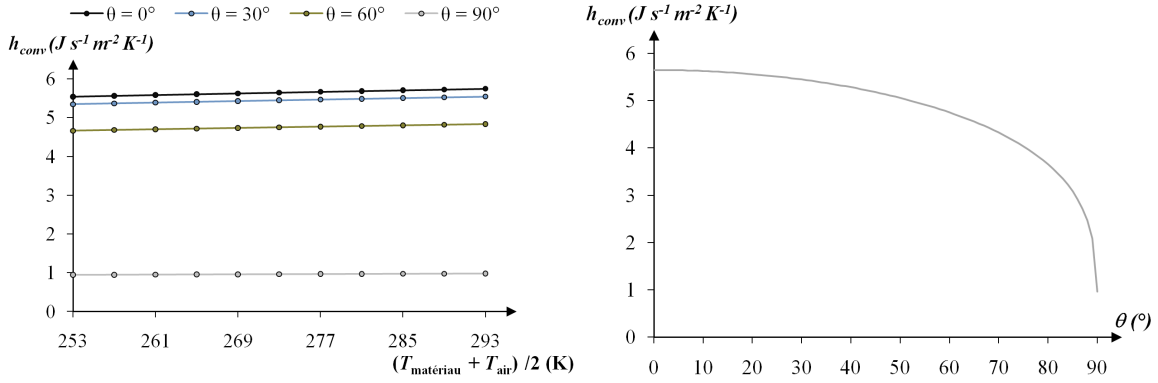 θ = 0° θ = 30° θ = 60° θ = 90°
h_conv (J s⁻¹ m⁻² K⁻¹)
6
5
4
3
2
1
0
253 261 269 277 285 293
(T_matériau + T_air) /2 (K)
h_conv (J s⁻¹ m⁻² K⁻¹)
6
5
4
3
2
1
0
θ (°)
0 10 20 30 40 50 60 70 80 90